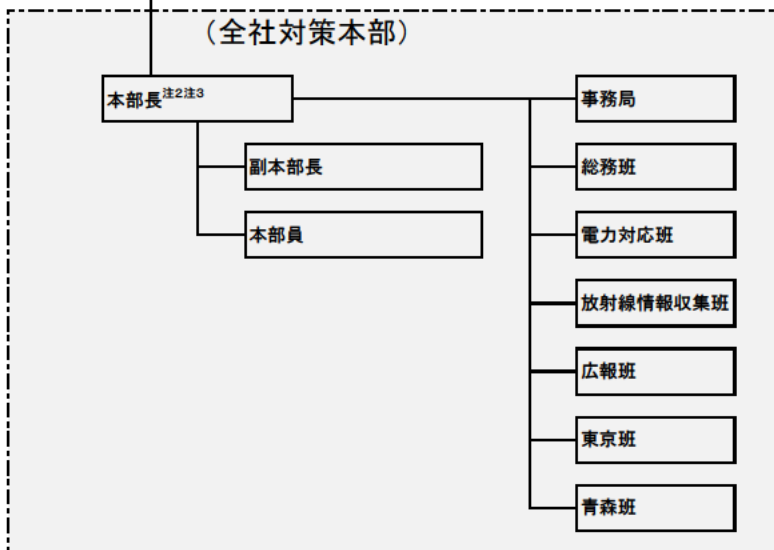 （全社対策本部）
本部長注2注3
副本部長
本部員
事務局
総務班
電力対応班
放射線情報収集班
広報班
東京班
青森班